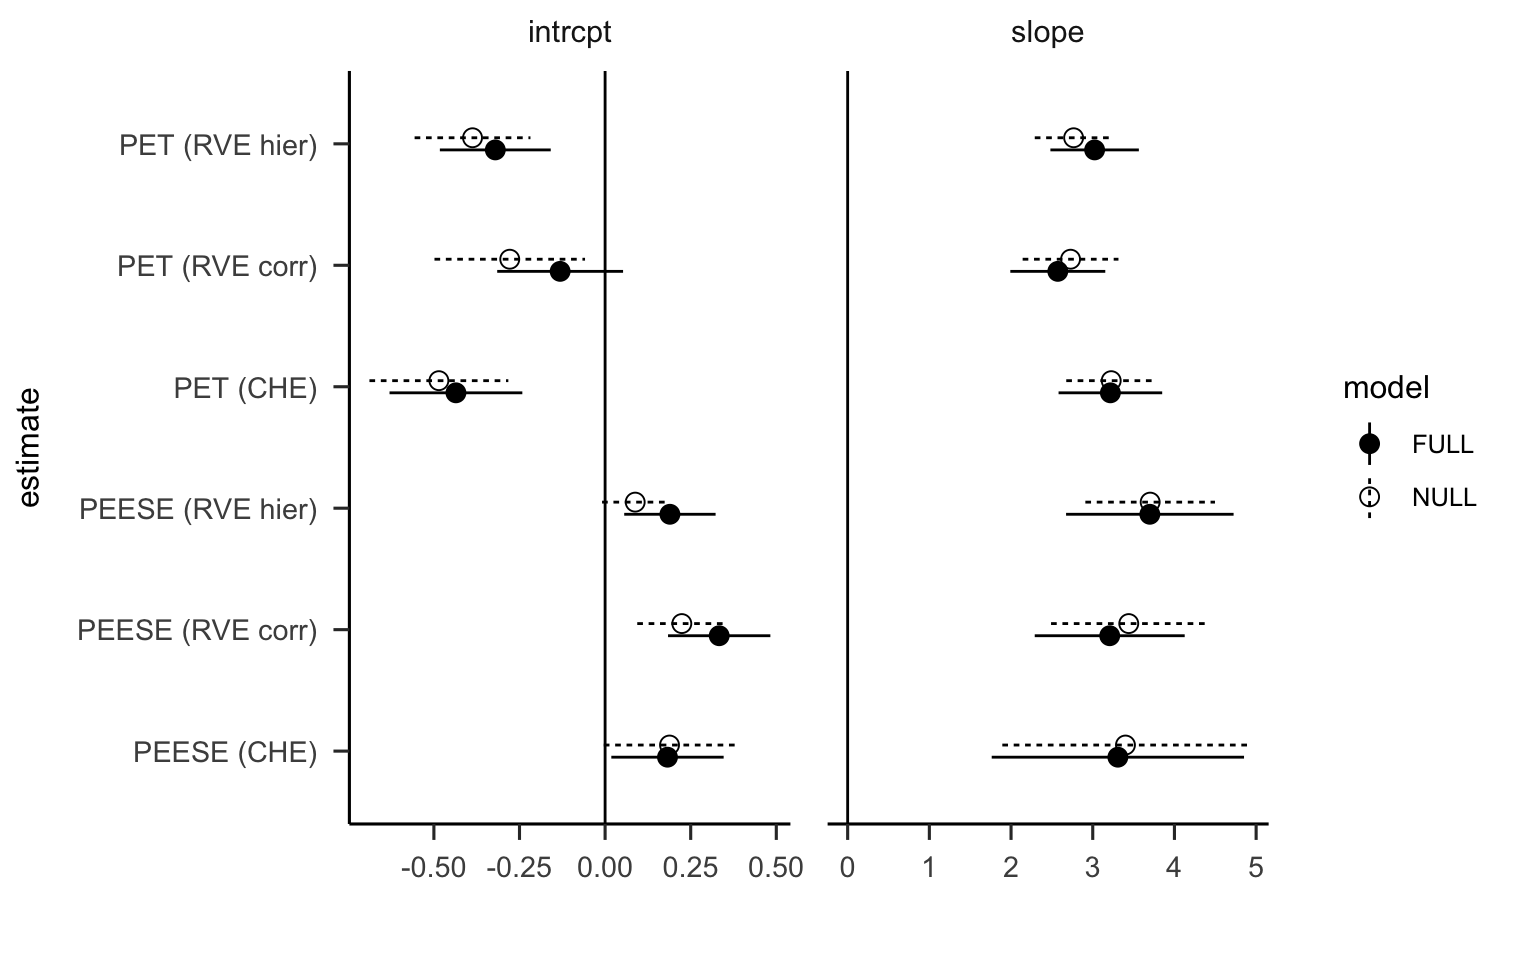 intrcpt
slope
PET (RVE hier)
PET (RVE corr)
PET (CHE)
PEESE (RVE hier)
PEESE (RVE corr)
PEESE (CHE)
estimate
-0.50 -0.25 0.00 0.25 0.50
0 1 2 3 4 5
model
FULL
NULL